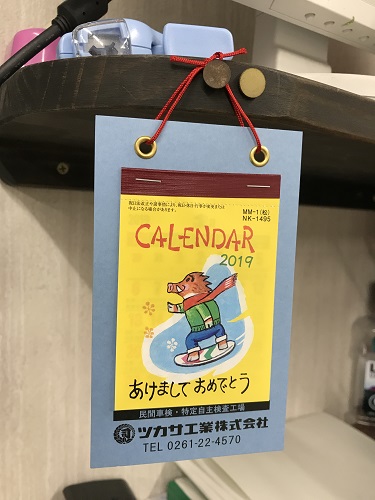 MM-1(松)
NK-1495
CALENDAR
2019
あけまして おめでとう
民間車検・特定自主検査工場
ツカサ工業株式会社
TEL 0261-22-4570